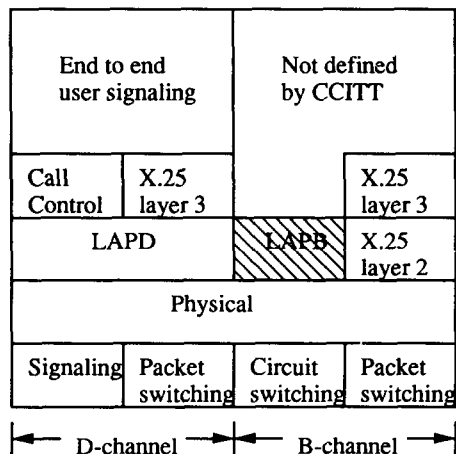 End to end
user signaling
Not defined
by CCITT
Call
Control
X.25
layer 3
X.25
layer 3
LAPD
LAPB
X.25
layer 2
Physical
Signaling
Packet
switching
Circuit
switching
Packet
switching
D-channel
B-channel